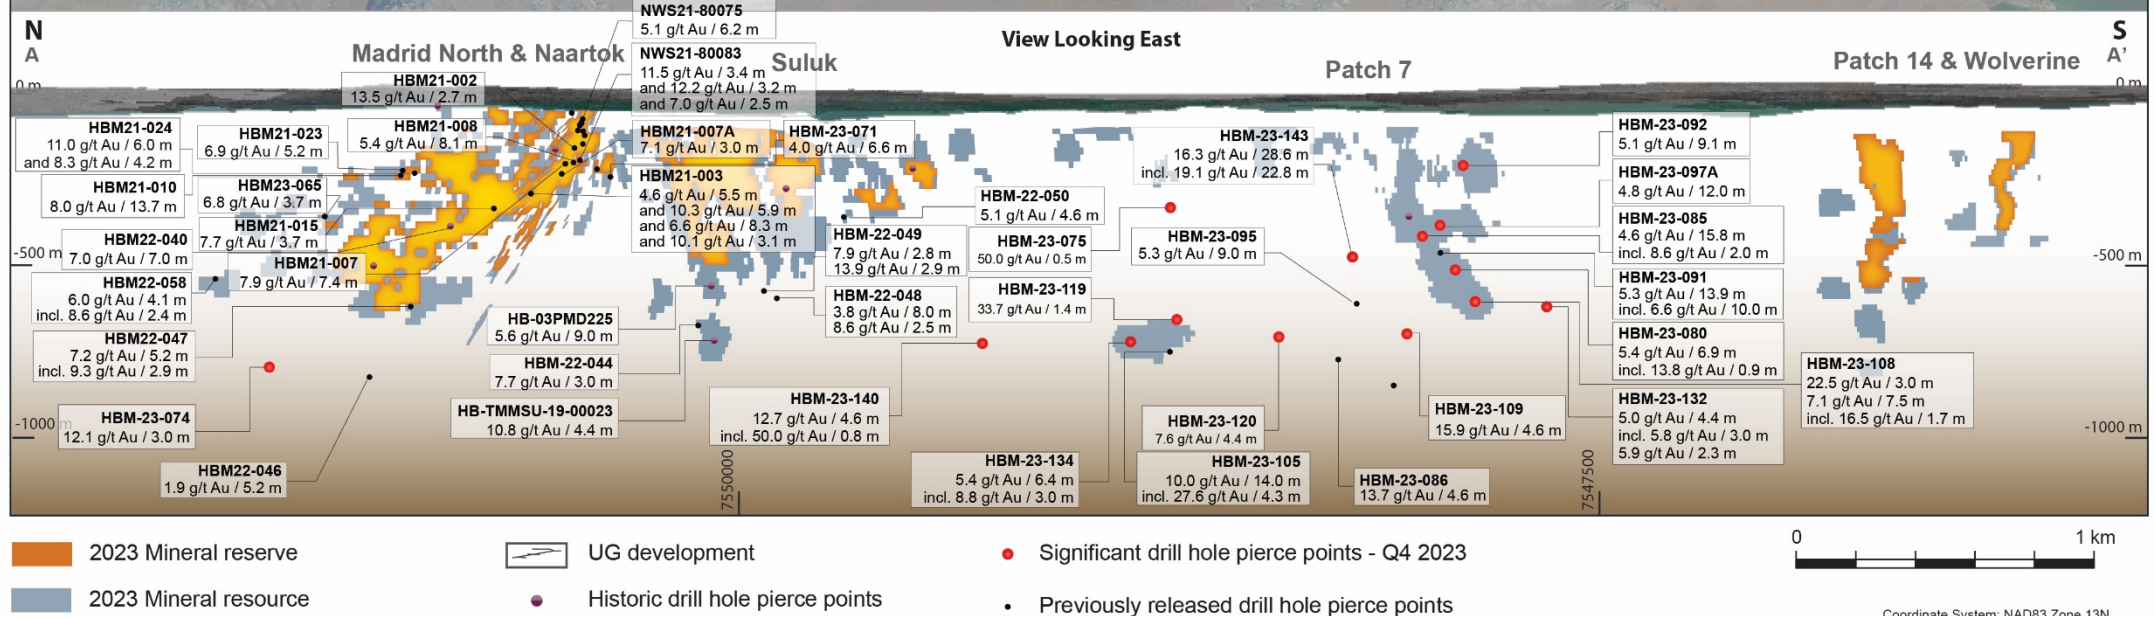 N
A
View Looking East
S
A'
Madrid North & Naartok
Suluk
Patch 7
Patch 14 & Wolverine
0 m
0 m
-500 m
-500 m
-1000 m
-1000 m
NWS21-80075
5.1 g/t Au / 6.2 m
NWS21-80083
11.5 g/t Au / 3.4 m
and 12.2 g/t Au / 3.2 m
and 7.0 g/t Au / 2.5 m
HBM21-002
13.5 g/t Au / 2.7 m
HBM21-024
11.0 g/t Au / 6.0 m
and 8.3 g/t Au / 4.2 m
HBM21-023
6.9 g/t Au / 5.2 m
HBM21-008
5.4 g/t Au / 8.1 m
HBM21-007A
7.1 g/t Au / 3.0 m
HBM-23-071
4.0 g/t Au / 6.6 m
HBM21-010
8.0 g/t Au / 13.7 m
HBM23-065
6.8 g/t Au / 3.7 m
HBM21-003
4.6 g/t Au / 5.5 m
and 10.3 g/t Au / 5.9 m
and 6.6 g/t Au / 8.3 m
and 10.1 g/t Au / 3.1 m
HBM21-015
7.7 g/t Au / 3.7 m
HBM22-040
7.0 g/t Au / 7.0 m
HBM21-007
7.9 g/t Au / 7.4 m
HBM22-058
6.0 g/t Au / 4.1 m
incl. 8.6 g/t Au / 2.4 m
HBM22-047
7.2 g/t Au / 5.2 m
incl. 9.3 g/t Au / 2.9 m
HBM-23-074
12.1 g/t Au / 3.0 m
HBM22-046
1.9 g/t Au / 5.2 m
HB-03PMD225
5.6 g/t Au / 9.0 m
HBM-22-044
7.7 g/t Au / 3.0 m
HB-TMMSU-19-00023
10.8 g/t Au / 4.4 m
HBM-22-050
5.1 g/t Au / 4.6 m
HBM-22-049
7.9 g/t Au / 2.8 m
13.9 g/t Au / 2.9 m
HBM-22-048
3.8 g/t Au / 8.0 m
8.6 g/t Au / 2.5 m
HBM-23-075
50.0 g/t Au / 0.5 m
HBM-23-119
33.7 g/t Au / 1.4 m
HBM-23-140
12.7 g/t Au / 4.6 m
incl. 50.0 g/t Au / 0.8 m
HBM-23-134
5.4 g/t Au / 6.4 m
incl. 8.8 g/t Au / 3.0 m
HBM-23-143
16.3 g/t Au / 28.6 m
incl. 19.1 g/t Au / 22.8 m
HBM-23-095
5.3 g/t Au / 9.0 m
HBM-23-120
7.6 g/t Au / 4.4 m
HBM-23-105
10.0 g/t Au / 14.0 m
incl. 27.6 g/t Au / 4.3 m
HBM-23-086
13.7 g/t Au / 4.6 m
HBM-23-109
15.9 g/t Au / 4.6 m
HBM-23-092
5.1 g/t Au / 9.1 m
HBM-23-097A
4.8 g/t Au / 12.0 m
HBM-23-085
4.6 g/t Au / 15.8 m
incl. 8.6 g/t Au / 2.0 m
HBM-23-091
5.3 g/t Au / 13.9 m
incl. 6.6 g/t Au / 10.0 m
HBM-23-080
5.4 g/t Au / 6.9 m
incl. 13.8 g/t Au / 0.9 m
HBM-23-132
5.0 g/t Au / 4.4 m
incl. 5.8 g/t Au / 3.0 m
5.9 g/t Au / 2.3 m
HBM-23-108
22.5 g/t Au / 3.0 m
7.1 g/t Au / 7.5 m
incl. 16.5 g/t Au / 1.7 m
7550000
7547500
2023 Mineral reserve
2023 Mineral resource
UG development
Historic drill hole pierce points
Significant drill hole pierce points - Q4 2023
Previously released drill hole pierce points
0
1 km
Coordinate System: NAD83 Zone 13N